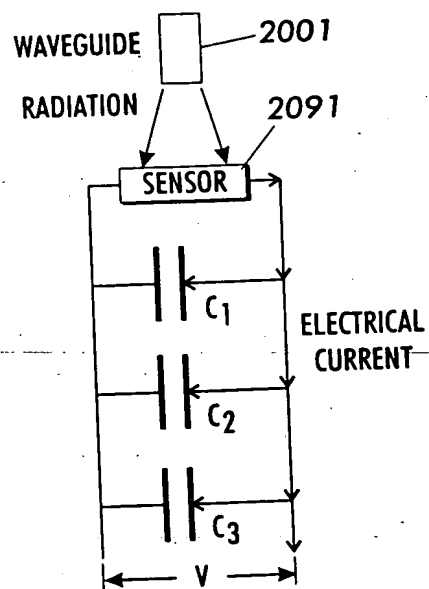 WAVEGUIDE
2001
RADIATION
2091
SENSOR
C1
ELECTRICAL
CURRENT
C2
C3
V